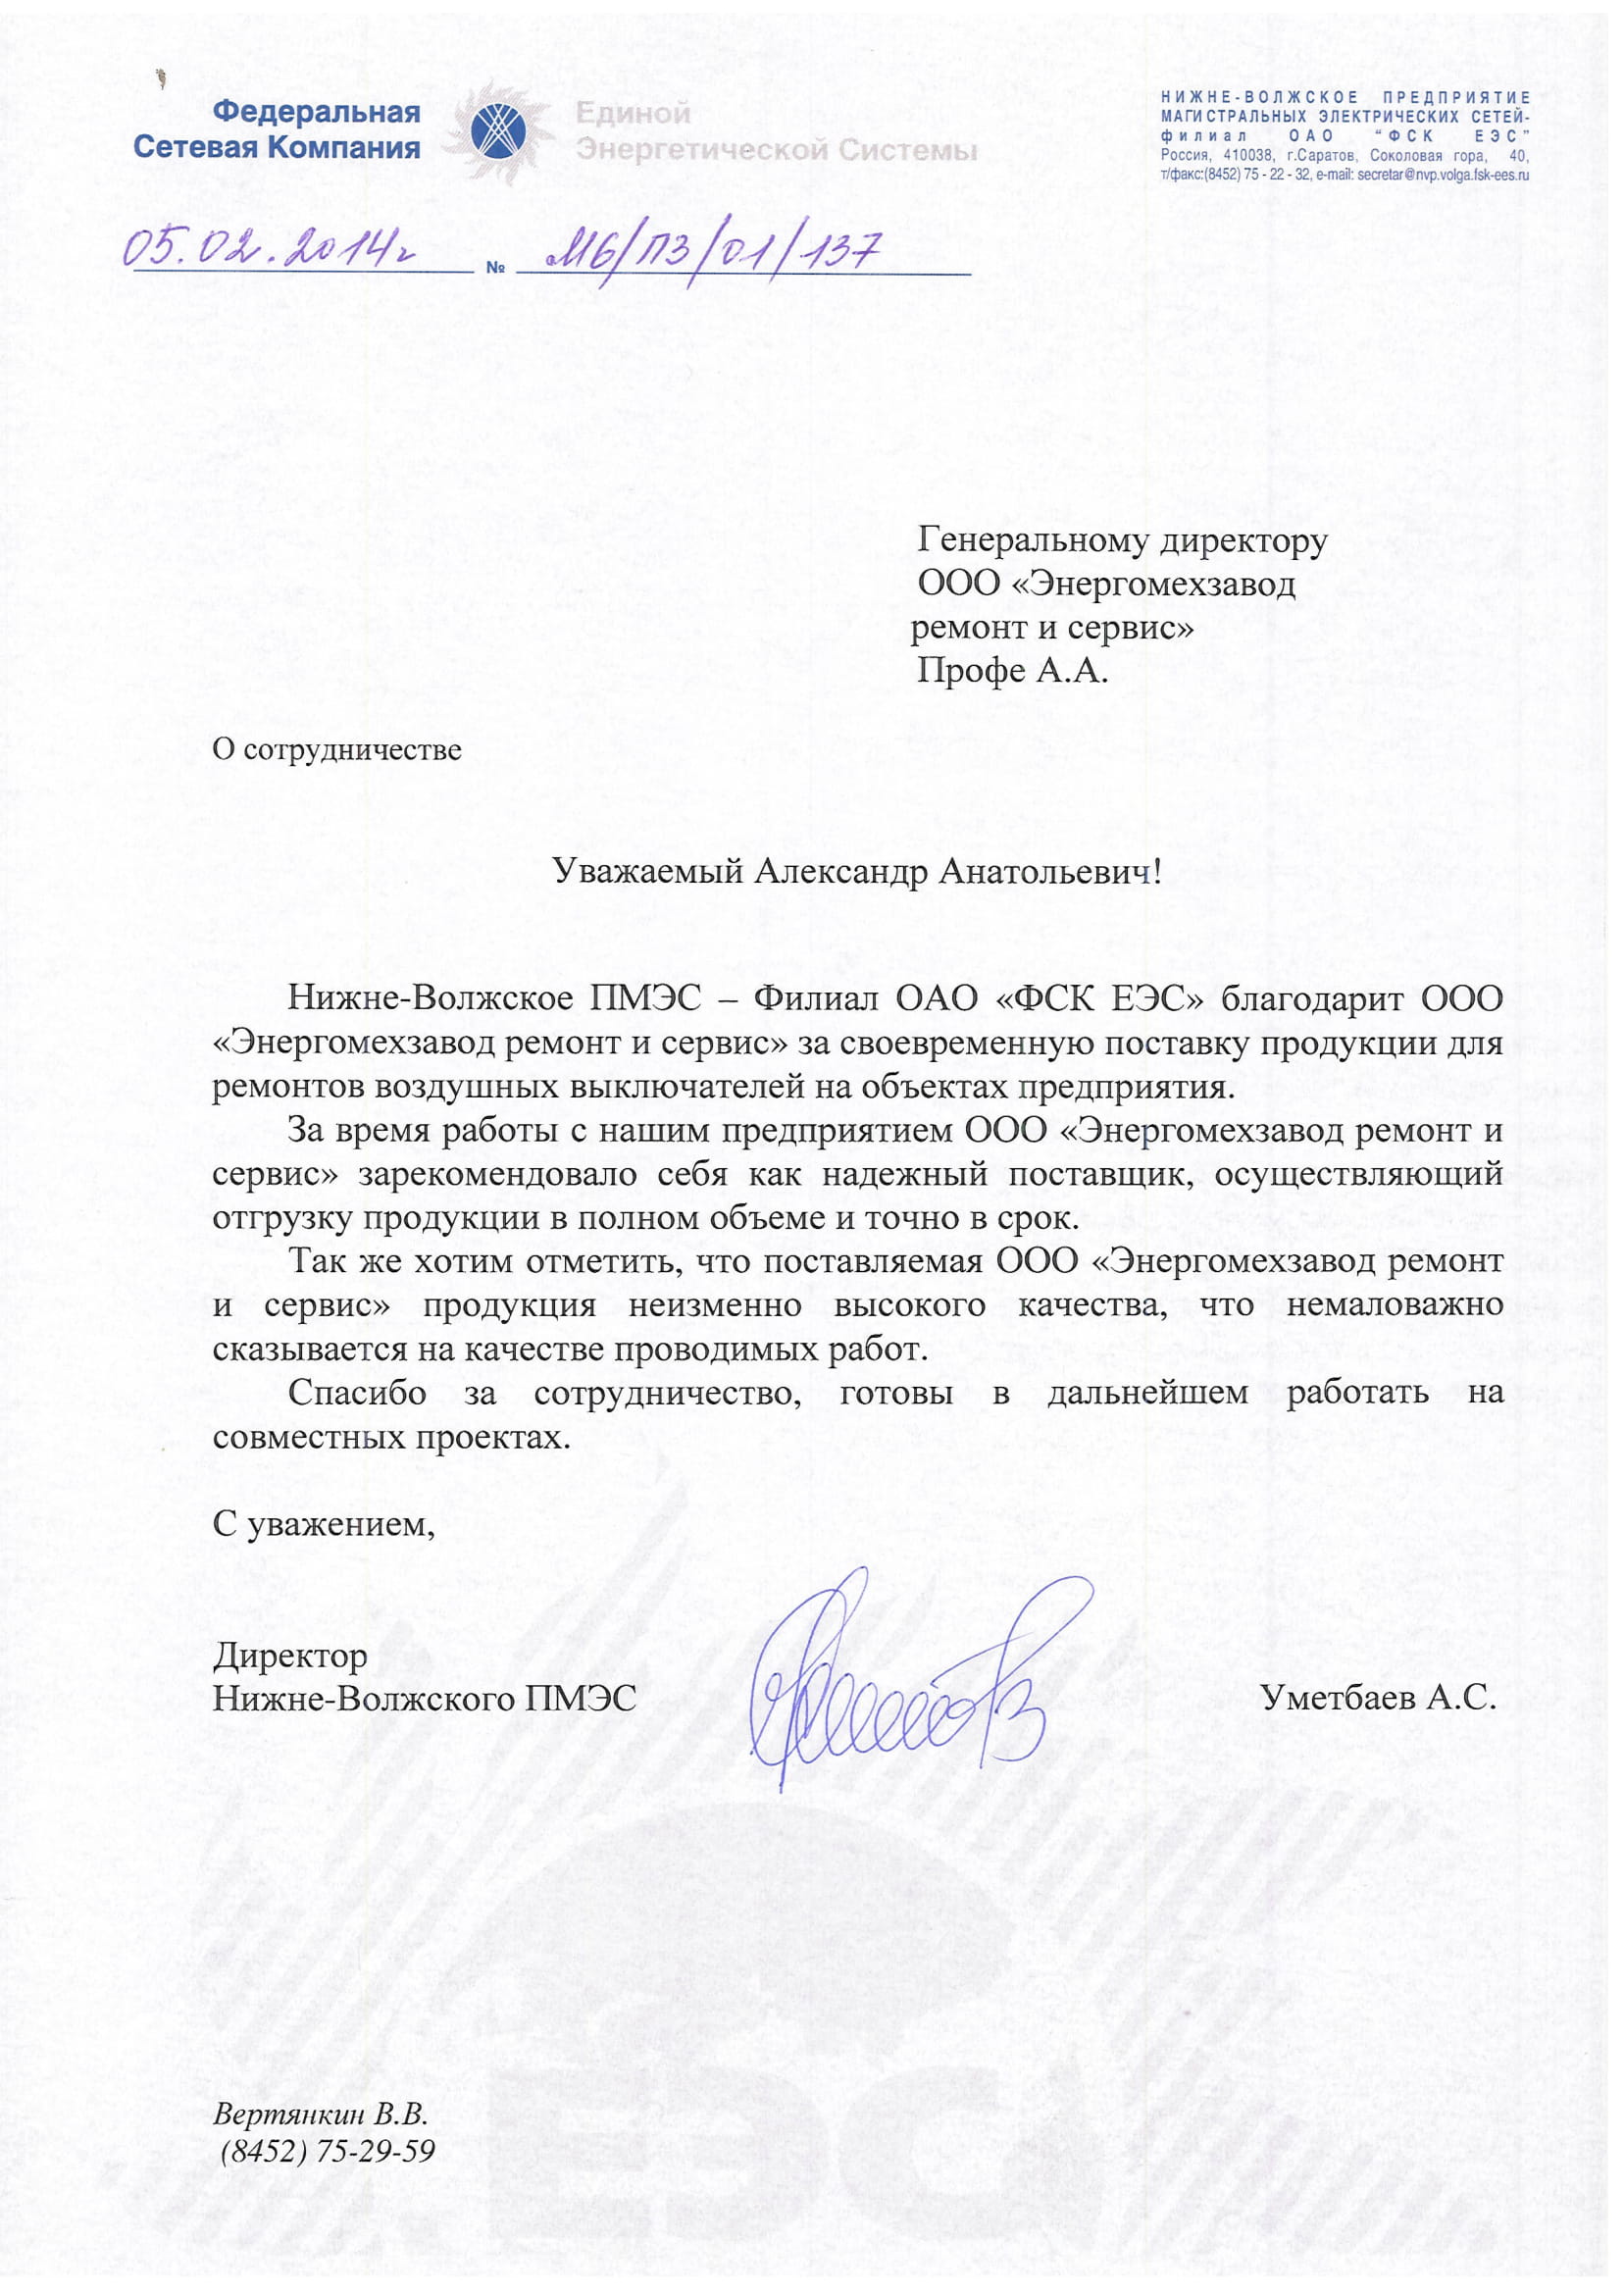 Федеральная
Сетевая Компания
Единой
Энергетической Системы
НИЖНЕ-ВОЛЖСКОЕ ПРЕДПРИЯТИЕ
МАГИСТРАЛЬНЫХ ЭЛЕКТРИЧЕСКИХ СЕТЕЙ-
филиал ОАО "ФСК ЕЭС"
Россия, 410038, г.Саратов, Соколовая гора, 40,
т/факс:(8452) 75 - 22 - 32, e-mail: secretar@nvp.volga.fsk-ees.ru
05.02.2014г № М6/П3/01/137
Генеральному директору
ООО «Энергомехзавод
ремонт и сервис»
Профе А.А.
О сотрудничестве
Уважаемый Александр Анатольевич!
Нижне-Волжское ПМЭС – Филиал ОАО «ФСК ЕЭС» благодарит ООО
«Энергомехзавод ремонт и сервис» за своевременную поставку продукции для
ремонтов воздушных выключателей на объектах предприятия.
За время работы с нашим предприятием ООО «Энергомехзавод ремонт и
сервис» зарекомендовало себя как надежный поставщик, осуществляющий
отгрузку продукции в полном объеме и точно в срок.
Так же хотим отметить, что поставляемая ООО «Энергомехзавод ремонт
и сервис» продукция неизменно высокого качества, что немаловажно
сказывается на качестве проводимых работ.
Спасибо за сотрудничество, готовы в дальнейшем работать на
совместных проектах.
С уважением,
Директор
Нижне-Волжского ПМЭС
Уметбаев А.С.
ЕЭС
Вертянкин В.В.
(8452) 75-29-59